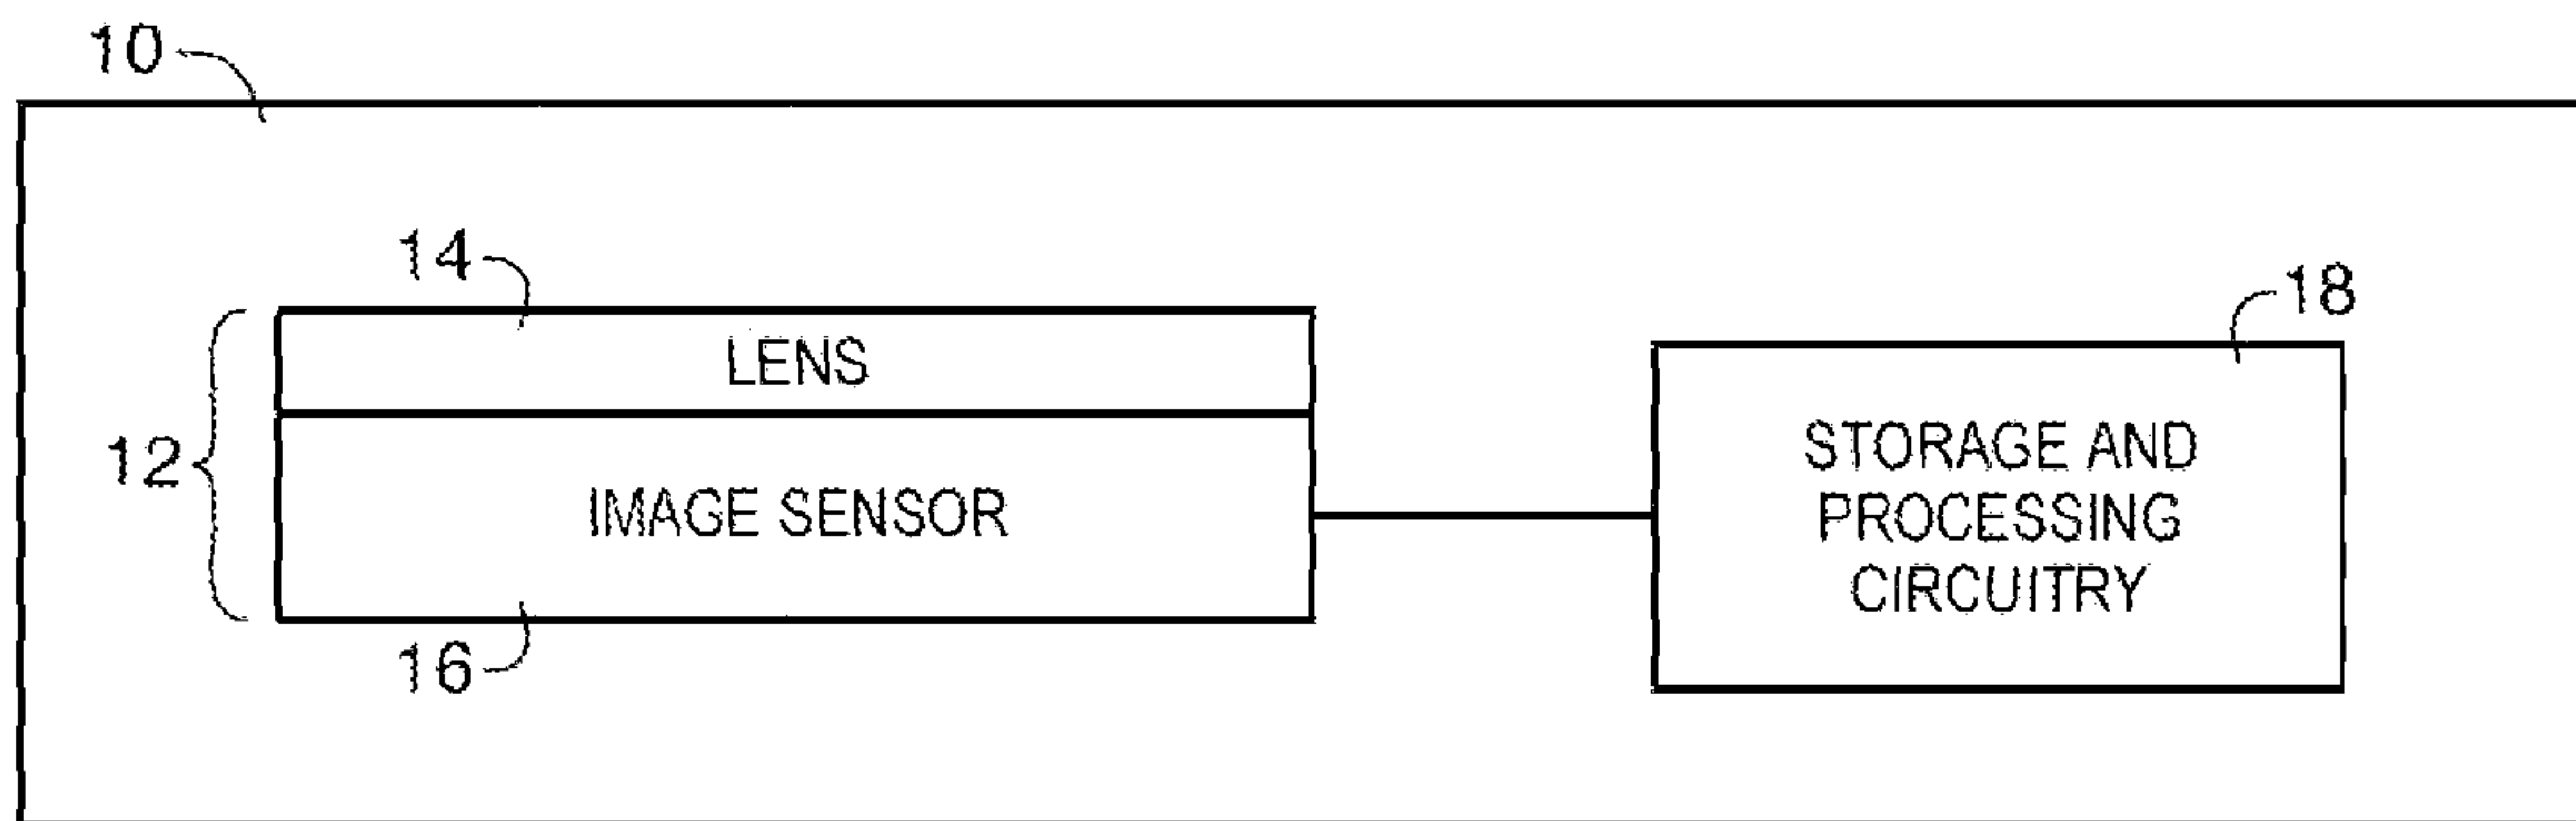 10
14
LENS
18
12
IMAGE SENSOR
16
STORAGE AND
PROCESSING
CIRCUITRY